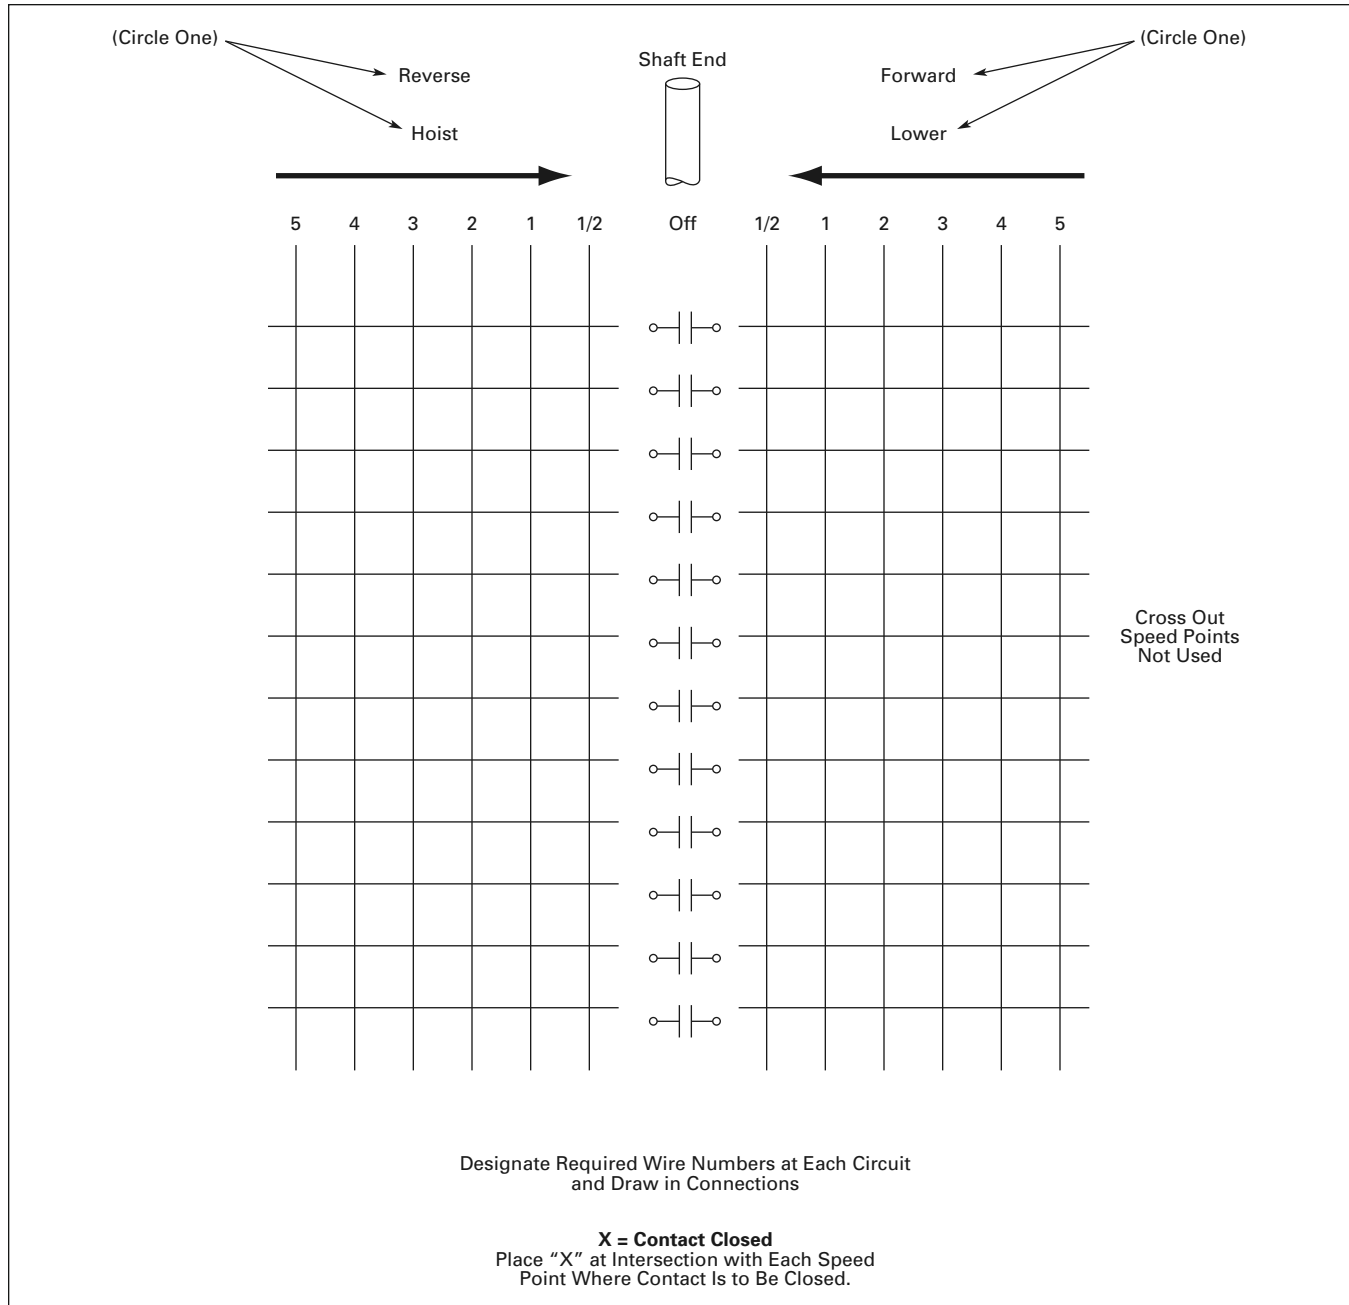 (Circle One)
(Circle One)
Shaft End
Reverse
Forward
Hoist
Lower
5 4 3 2 1 1/2 Off 1/2 1 2 3 4 5
Cross Out
Speed Points
Not Used
Designate Required Wire Numbers at Each Circuit
and Draw in Connections
X = Contact Closed
Place “X” at Intersection with Each Speed
Point Where Contact Is to Be Closed.